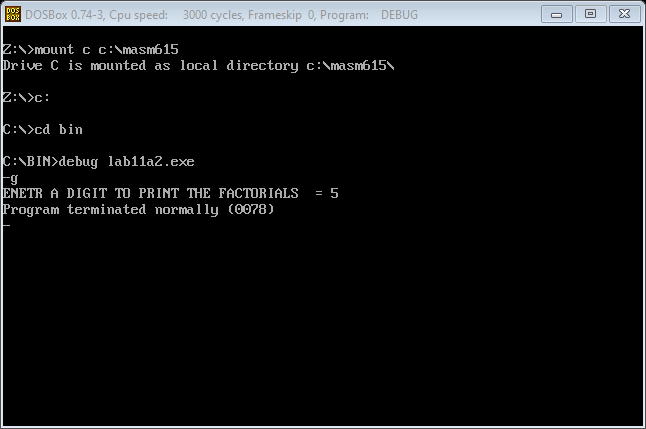 DOSBox 0.74-3, Cpu speed: 3000 cycles, Frameskip 0, Program: DEBUG
Z:\>mount c c:\masm615
Drive C is mounted as local directory c:\masm615\
Z:\>c:
C:\>cd bin
C:\BIN>debug lab11a2.exe
-g
ENETR A DIGIT TO PRINT THE FACTORIALS  = 5
Program terminated normally (0078)
-